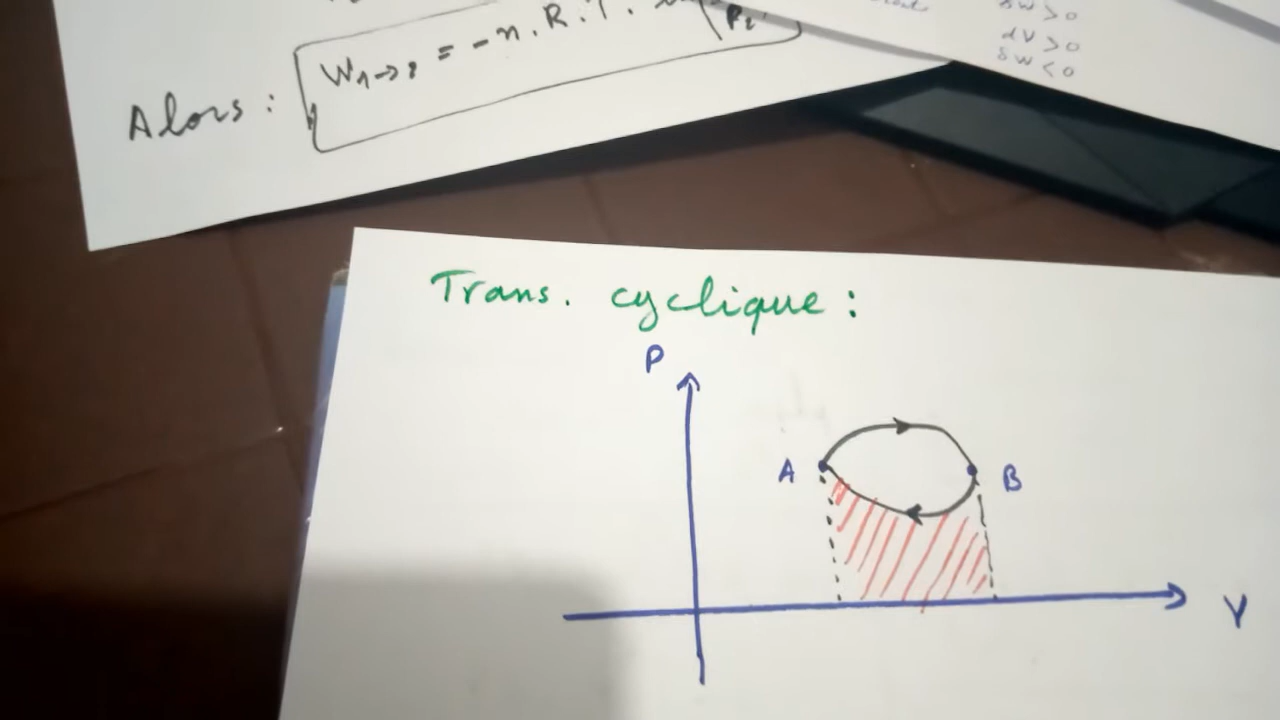 δW > 0
dV > 0
δW < 0
Alors : W₁→₂ = - n . R . T .
Trans. cyclique :
P
A
B
V